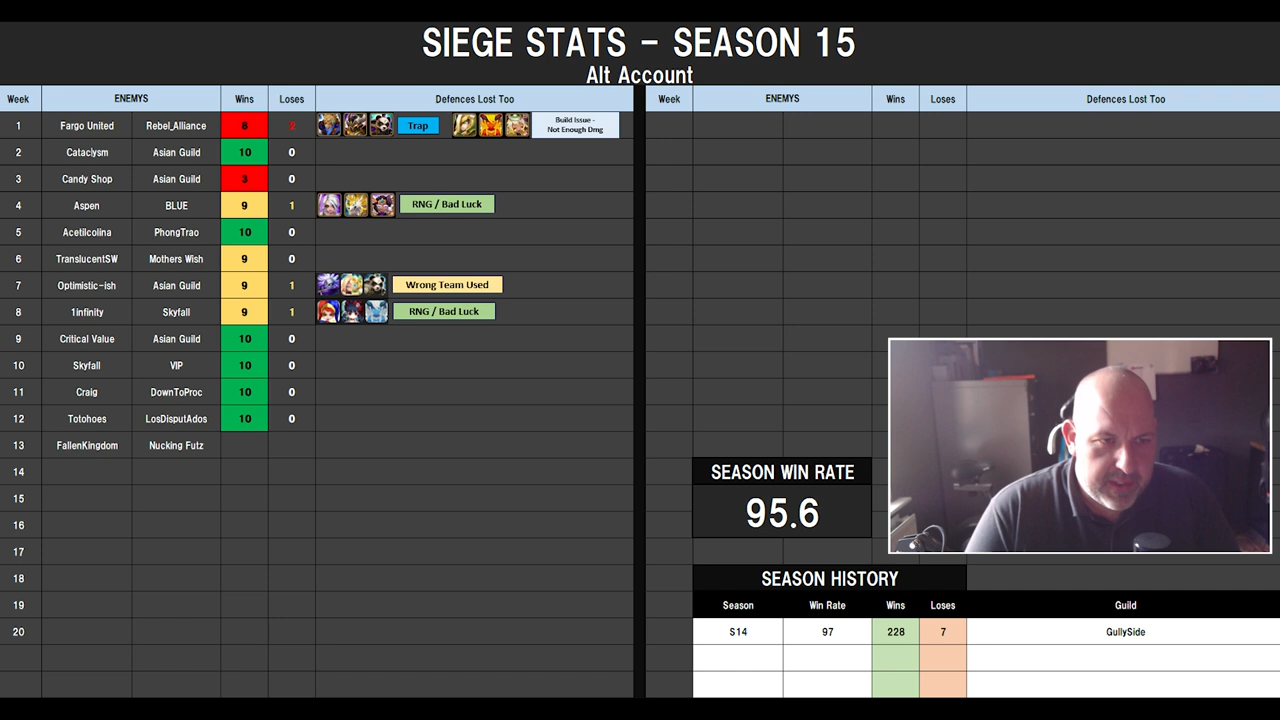 SIEGE STATS - SEASON 15
Alt Account
Week ENEMYS Wins Loses Defences Lost Too Week ENEMYS Wins Loses Defences Lost Too
1 Fargo United Rebel_Alliance 8 2 Trap Build Issue -
Not Enough Dmg
2 Cataclysm Asian Guild 10 0
3 Candy Shop Asian Guild 3 0
4 Aspen BLUE 9 1 RNG / Bad Luck
5 Acetilcolina PhongTrao 10 0
6 TranslucentSW Mothers Wish 9 0
7 Optimistic-ish Asian Guild 9 1 Wrong Team Used
8 1infinity Skyfall 9 1 RNG / Bad Luck
9 Critical Value Asian Guild 10 0
10 Skyfall VIP 10 0
11 Craig DownToProc 10 0
12 Totohoes LosDisputAdos 10 0
13 FallenKingdom Nucking Futz
14
15
16
17
18
19
20
SEASON WIN RATE
95.6
SEASON HISTORY
Season Win Rate Wins Loses Guild
S14 97 228 7 GullySide